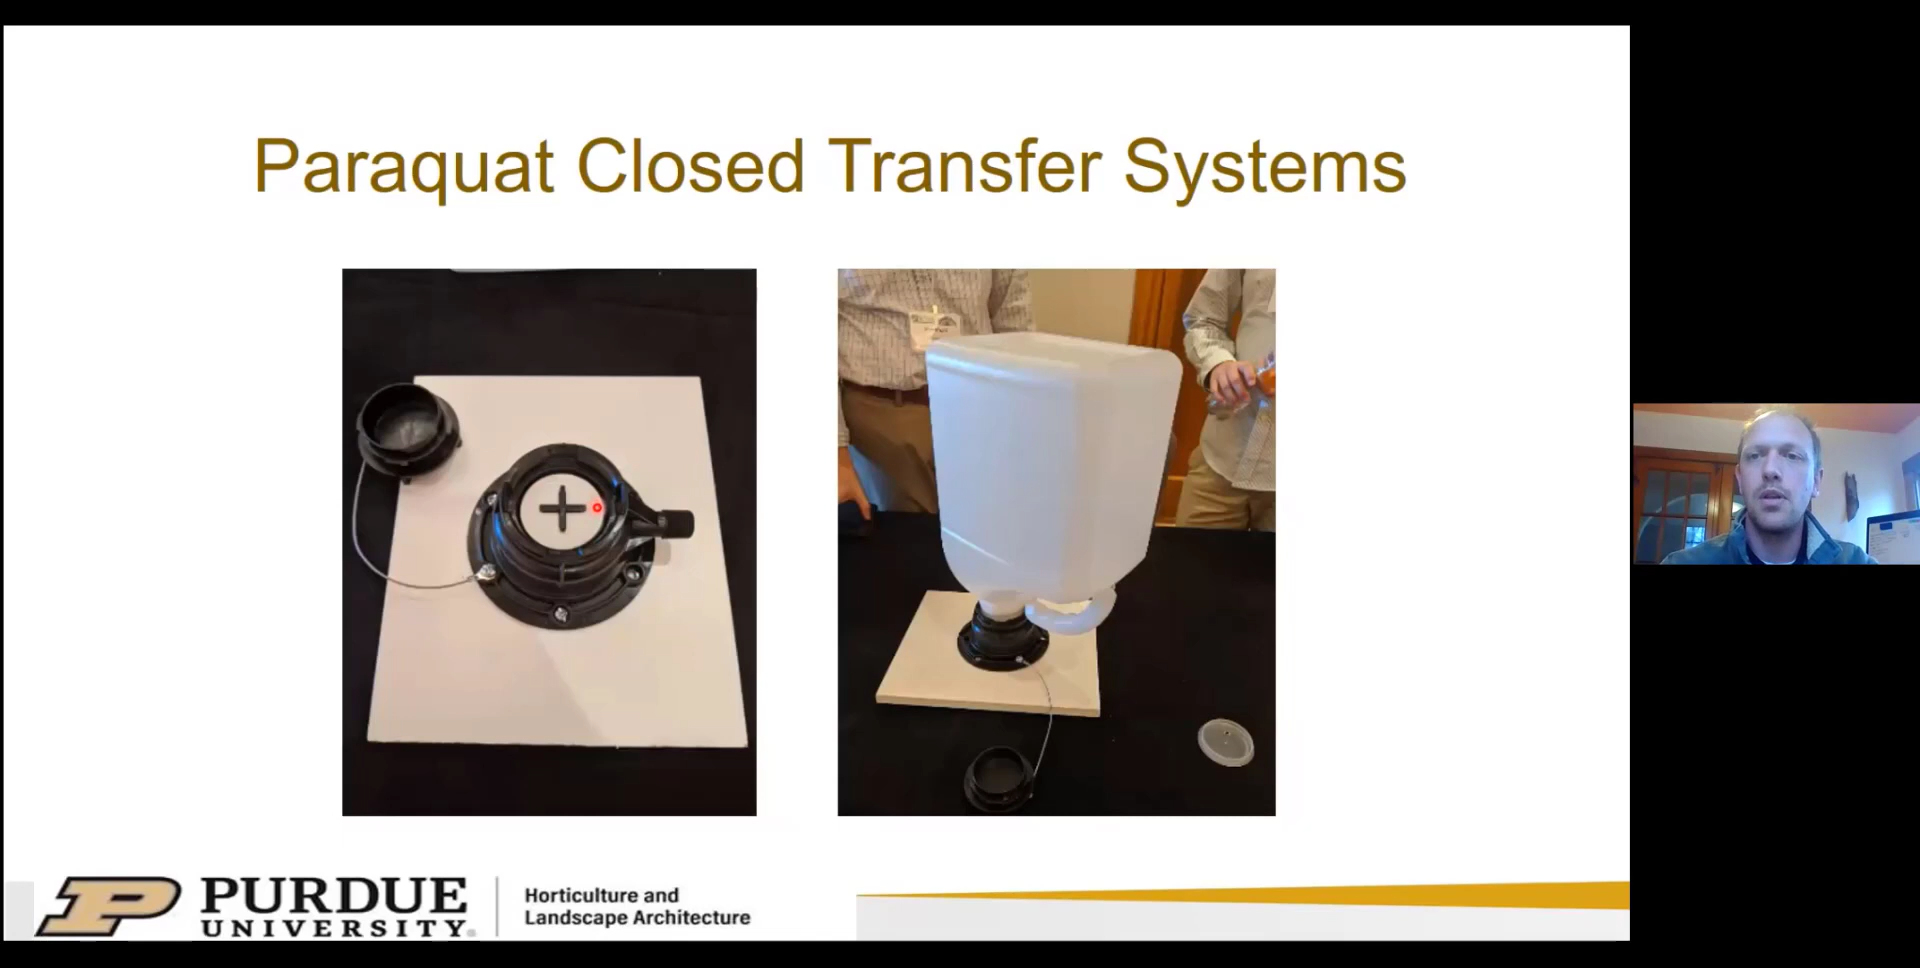 Paraquat Closed Transfer Systems
PURDUE
UNIVERSITY®
Horticulture and
Landscape Architecture